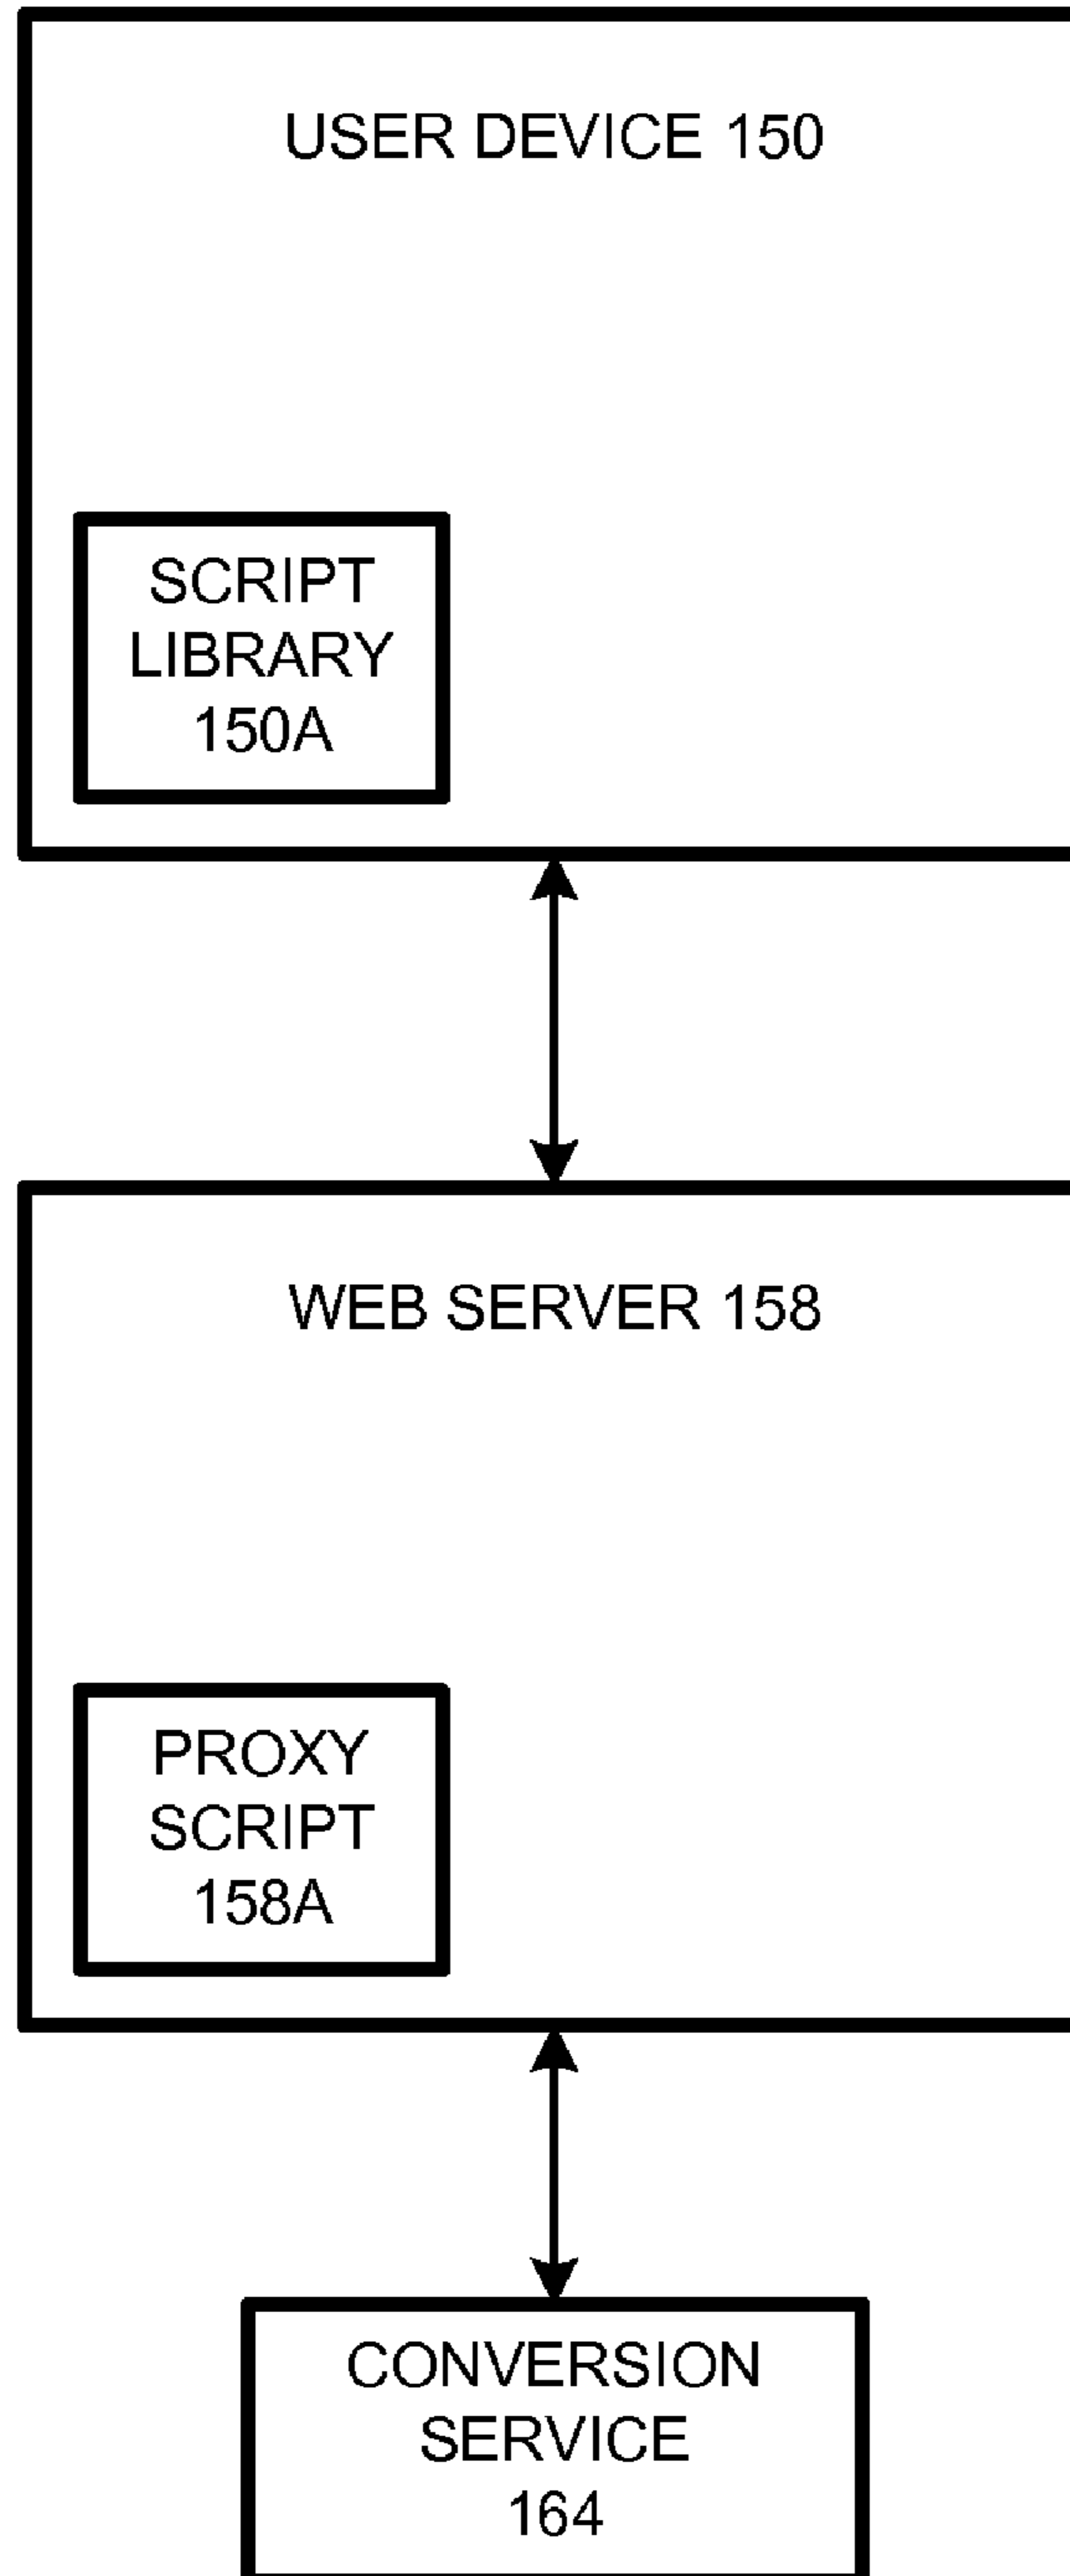 USER DEVICE 150
SCRIPT
LIBRARY
150A
WEB SERVER 158
PROXY
SCRIPT
158A
CONVERSION
SERVICE
164